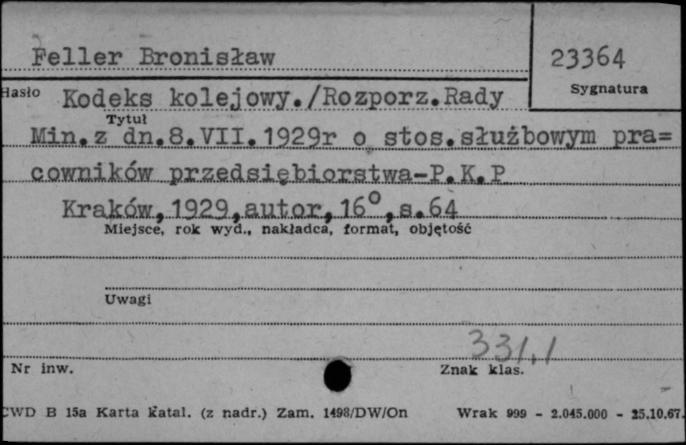 Feller Bronisław
23364
Hasło
Sygnatura
Kodeks kolejowy./Rozporz.Rady
Tytuł
Min.z dn.8.VII.1929r o stos.służbowym pra=
cowników przedsiębiorstwa-P.K.P
Kraków,1929,autor,16°,s.64
Miejsce, rok wyd., nakładca, format, objętość
Uwagi
331.1
Nr inw.
Znak klas.
CWD B 15a Karta katal. (z nadr.) Zam. 1498/DW/On Wrak 999 - 2.045.000 - 25.10.67.